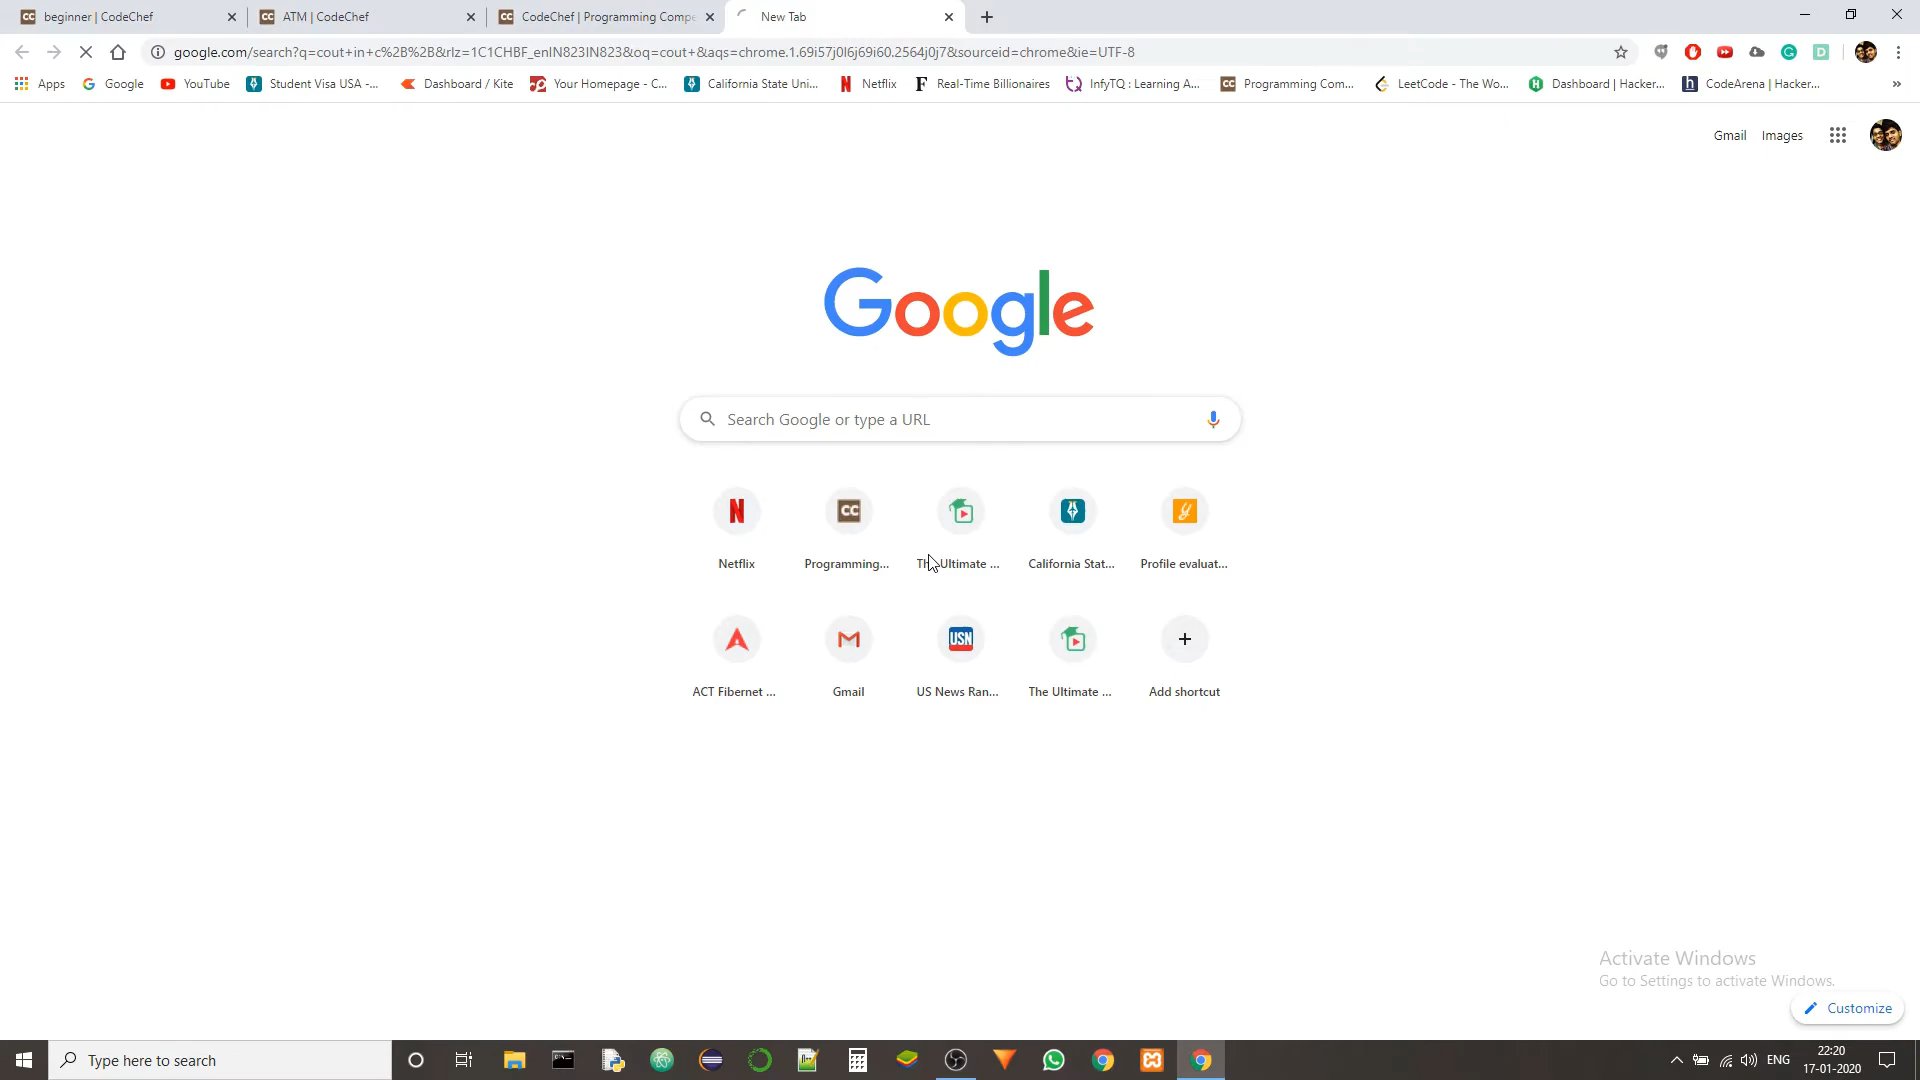 beginner | CodeChef
ATM | CodeChef
CodeChef | Programming Compe
New Tab
google.com/search?q=cout+in+c%2B%2B&rlz=1C1CHBF_enIN823IN823&oq=cout+&aqs=chrome.1.69i57j0l6j69i60.2564j0j7&sourceid=chrome&ie=UTF-8
Apps
Google
YouTube
Student Visa USA -...
Dashboard / Kite
Your Homepage - C...
California State Uni...
Netflix
Real-Time Billionaires
InfyTQ : Learning A...
Programming Com...
LeetCode - The Wo...
Dashboard | Hacker...
CodeArena | Hacker...
Gmail
Images
Google
Search Google or type a URL
Netflix
Programming...
The Ultimate ...
California Stat...
Profile evaluat...
ACT Fibernet ...
Gmail
US News Ran...
The Ultimate ...
Add shortcut
Activate Windows
Go to Settings to activate Windows.
Customize
Type here to search
ENG
22:20
17-01-2020